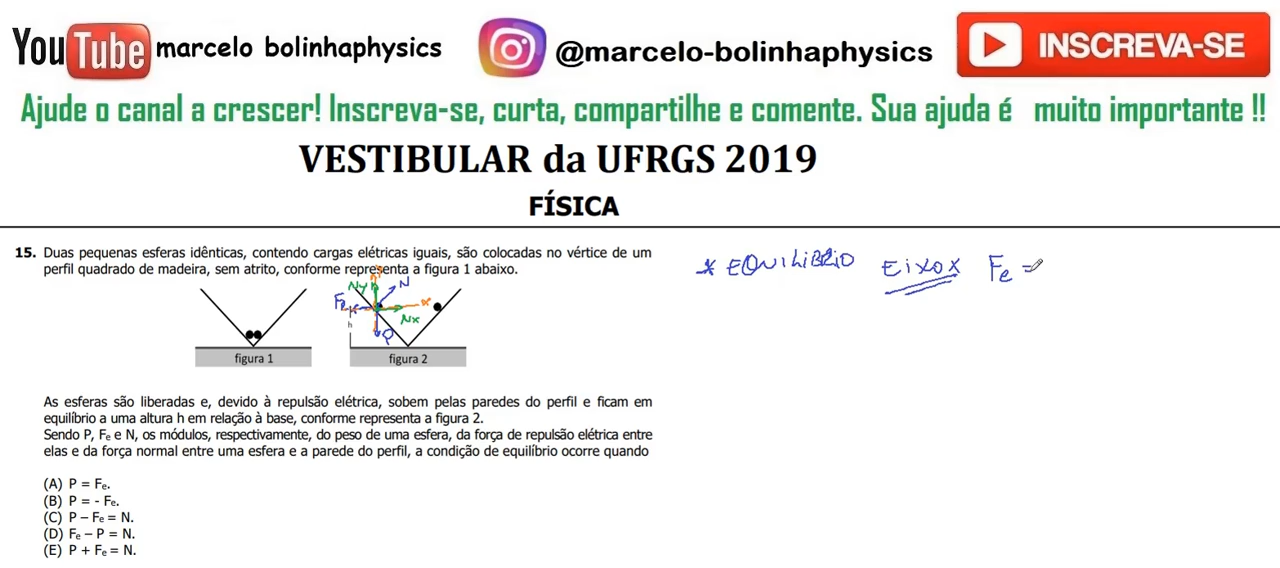 YouTube marcelo bolinhaphysics @marcelo-bolinhaphysics INSCREVA-SE
Ajude o canal a crescer! Inscreva-se, curta, compartilhe e comente. Sua ajuda é muito importante !!
VESTIBULAR da UFRGS 2019
FÍSICA
15. Duas pequenas esferas idênticas, contendo cargas elétricas iguais, são colocadas no vértice de um
perfil quadrado de madeira, sem atrito, conforme representa a figura 1 abaixo.
* EQUILIBRIO Eixo x Fe =
Ny N
Fe x
Nx
h P
figura 1 figura 2
As esferas são liberadas e, devido à repulsão elétrica, sobem pelas paredes do perfil e ficam em
equilíbrio a uma altura h em relação à base, conforme representa a figura 2.
Sendo P, Fe e N, os módulos, respectivamente, do peso de uma esfera, da força de repulsão elétrica entre
elas e da força normal entre uma esfera e a parede do perfil, a condição de equilíbrio ocorre quando
(A) P = Fe.
(B) P = - Fe.
(C) P – Fe = N.
(D) Fe – P = N.
(E) P + Fe = N.